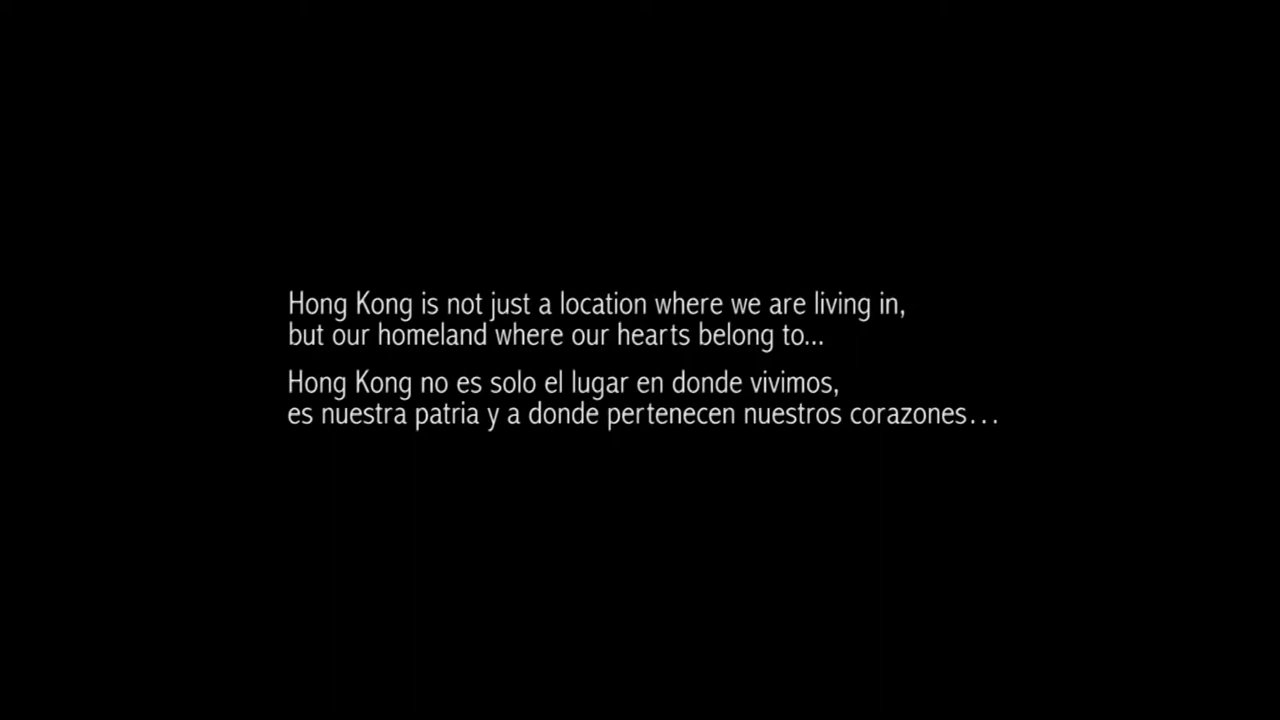 Hong Kong is not just a location where we are living in,
but our homeland where our hearts belong to...
Hong Kong no es solo el lugar en donde vivimos,
es nuestra patria y a donde pertenecen nuestros corazones...